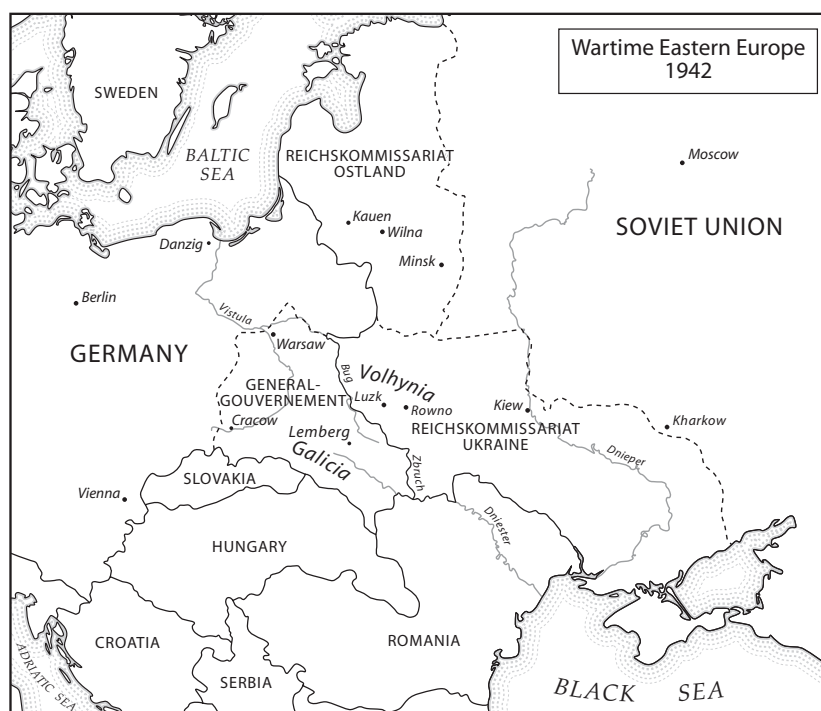 Wartime Eastern Europe
1942
SWEDEN
BALTIC
SEA
REICHSKOMMISSARIAT
OSTLAND
Moscow
Kauen
Wilna
SOVIET UNION
Danzig
Minsk
Berlin
Vistula
Warsaw
GERMANY
Bug
Volhynia
GENERAL-
GOUVERNEMENT
Luzk
Rowno
Kiew
Cracow
Kharkow
REICHSKOMMISSARIAT
UKRAINE
Lemberg
Galicia
Dnieper
Zbruch
SLOVAKIA
Vienna
Dniester
HUNGARY
CROATIA
ROMANIA
ADRIATIC SEA
SERBIA
BLACK SEA